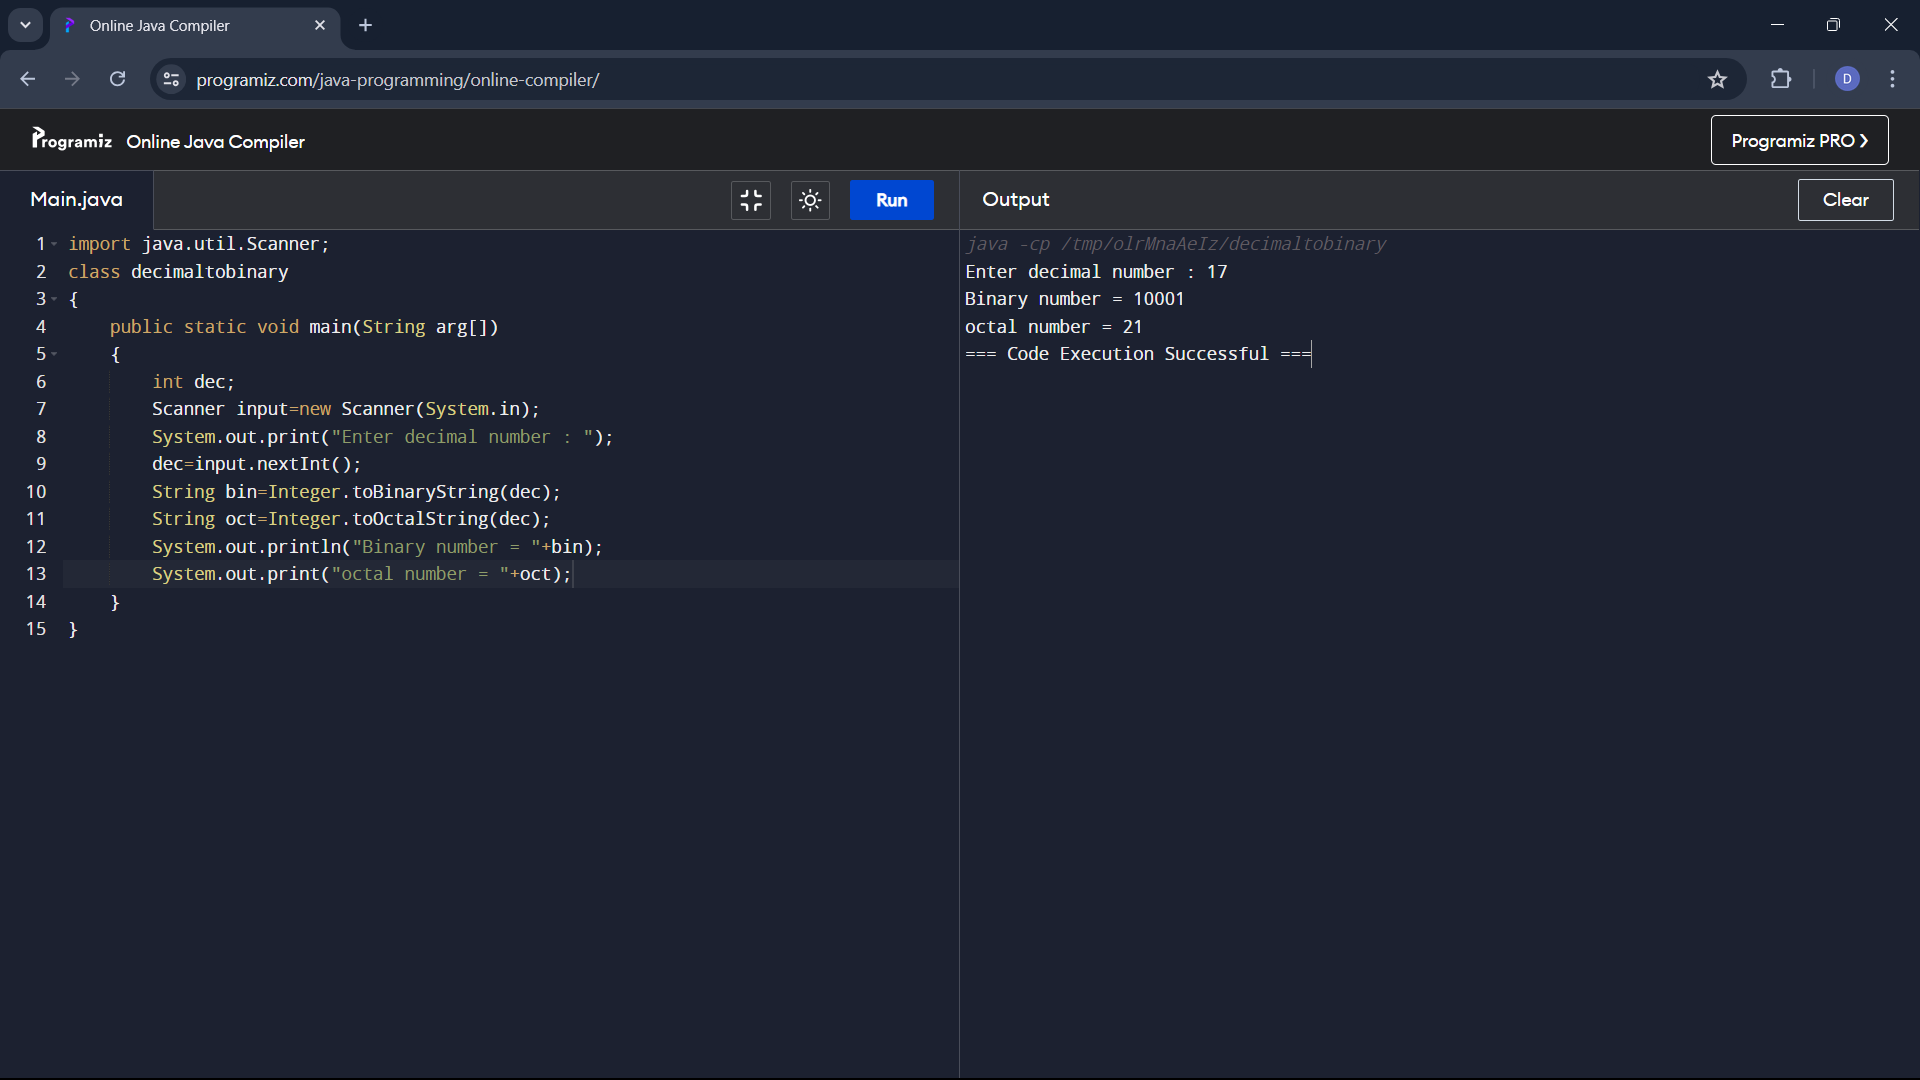 Online Java Compiler
programiz.com/java-programming/online-compiler/
D
Programiz Online Java Compiler
Programiz PRO
Main.java
Run
Output
Clear
1 import java.util.Scanner;
2 class decimaltobinary
3 {
4 public static void main(String arg[])
5 {
6 int dec;
7 Scanner input=new Scanner(System.in);
8 System.out.print("Enter decimal number : ");
9 dec=input.nextInt();
10 String bin=Integer.toBinaryString(dec);
11 String oct=Integer.toOctalString(dec);
12 System.out.println("Binary number = "+bin);
13 System.out.print("octal number = "+oct);
14 }
15 }
java -cp /tmp/olrMnaAeIz/decimaltobinary
Enter decimal number : 17
Binary number = 10001
octal number = 21
=== Code Execution Successful ===